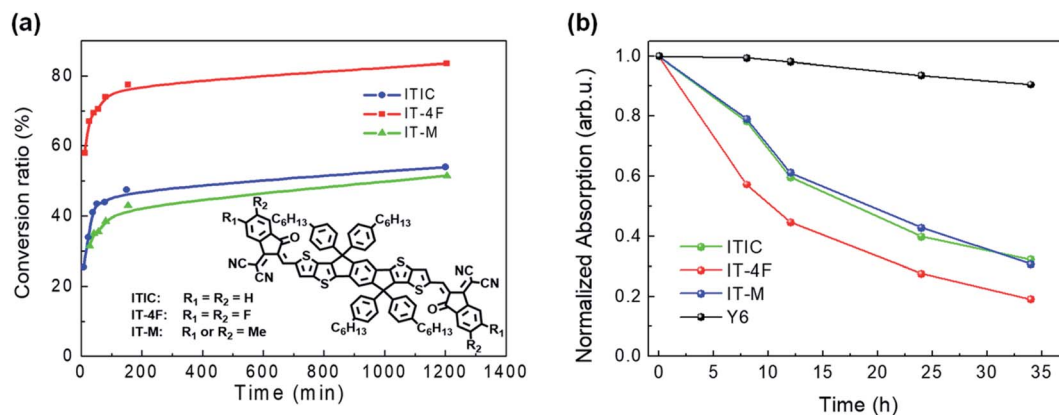 (a)
Conversion ratio (%)
80
60
40
20
0
ITIC
IT-4F
IT-M
R1
R2
C6H13
C6H13
O
NC
CN
S
S
S
S
CN
CN
O
R1
R2
C6H13
C6H13
ITIC: R1 = R2 = H
IT-4F: R1 = R2 = F
IT-M: R1 or R2 = Me
0 200 400 600 800 1000 1200 1400
Time (min)
(b)
Normalized Absorption (arb.u.)
1.0
0.8
0.6
0.4
0.2
0.0
ITIC
IT-4F
IT-M
Y6
0 5 10 15 20 25 30 35
Time (h)